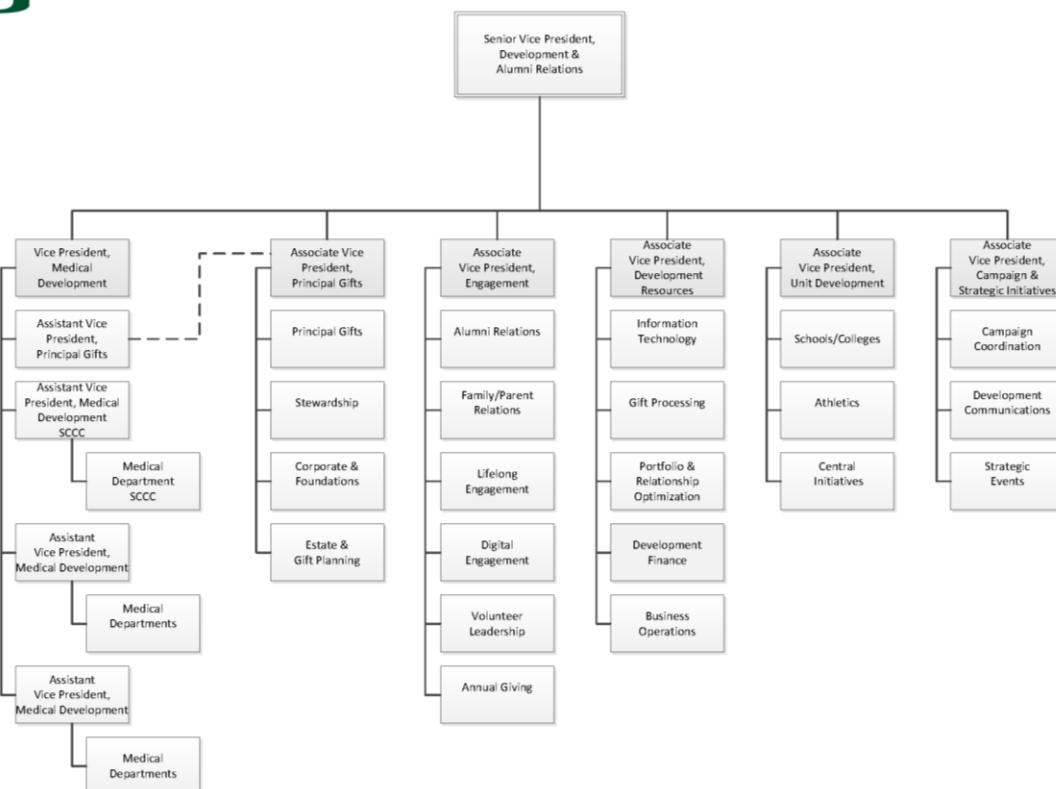 Senior Vice President,
Development &
Alumni Relations
Vice President,
Medical
Development
Assistant Vice
President,
Principal Gifts
Assistant Vice
President, Medical
Development
SCCC
Medical
Department
SCCC
Assistant
Vice President,
Medical Development
Medical
Departments
Assistant
Vice President,
Medical Development
Medical
Departments
Associate Vice
President,
Principal Gifts
Principal Gifts
Stewardship
Corporate &
Foundations
Estate &
Gift Planning
Associate
Vice President,
Engagement
Alumni Relations
Family/Parent
Relations
Lifelong
Engagement
Digital
Engagement
Volunteer
Leadership
Annual Giving
Associate
Vice President,
Development
Resources
Information
Technology
Gift Processing
Portfolio &
Relationship
Optimization
Development
Finance
Business
Operations
Associate
Vice President,
Unit Development
Schools/Colleges
Athletics
Central
Initiatives
Associate
Vice President,
Campaign &
Strategic Initiatives
Campaign
Coordination
Development
Communications
Strategic
Events